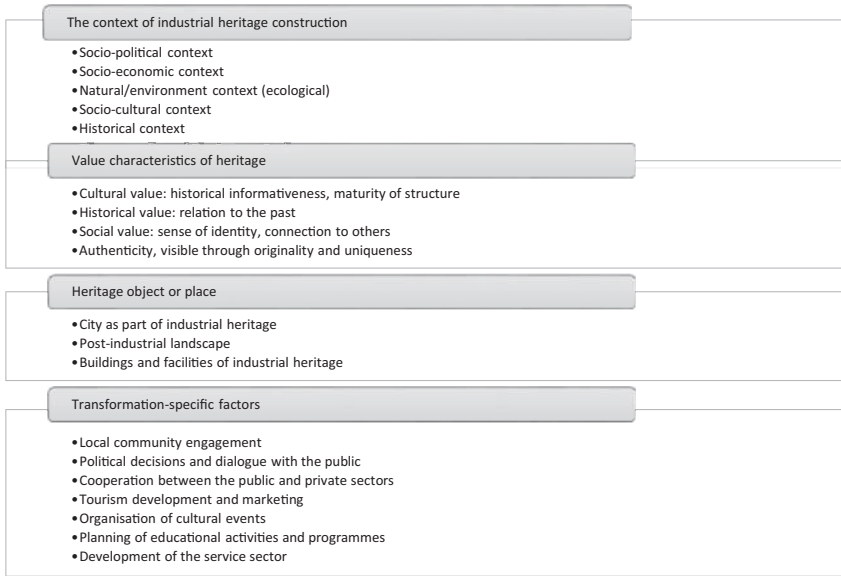 The context of industrial heritage construction
•Socio-political context
•Socio-economic context
•Natural/environment context (ecological)
•Socio-cultural context
•Historical context
Value characteristics of heritage
•Cultural value: historical informativeness, maturity of structure
•Historical value: relation to the past
•Social value: sense of identity, connection to others
•Authenticity, visible through originality and uniqueness
Heritage object or place
•City as part of industrial heritage
•Post-industrial landscape
•Buildings and facilities of industrial heritage
Transformation-specific factors
•Local community engagement
•Political decisions and dialogue with the public
•Cooperation between the public and private sectors
•Tourism development and marketing
•Organisation of cultural events
•Planning of educational activities and programmes
•Development of the service sector